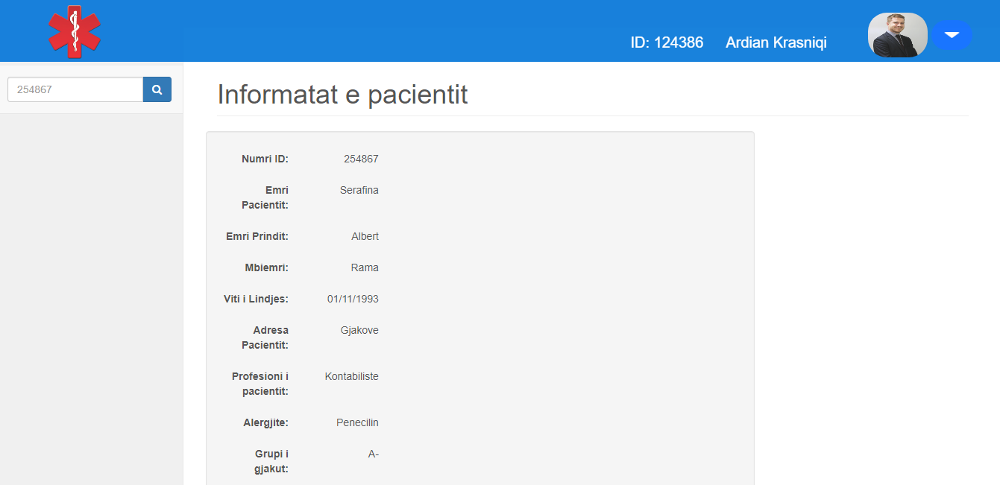 ID: 124386 Ardian Krasniqi
254867
Informatat e pacientit
Numri ID: 254867
Emri Serafina
Pacientit:
Emri Prindit: Albert
Mbiemri: Rama
Viti i Lindjes: 01/11/1993
Adresa Gjakove
Pacientit:
Profesioni i Kontabiliste
pacientit:
Alergjite: Penecilin
Grupi i A-
gjakut: